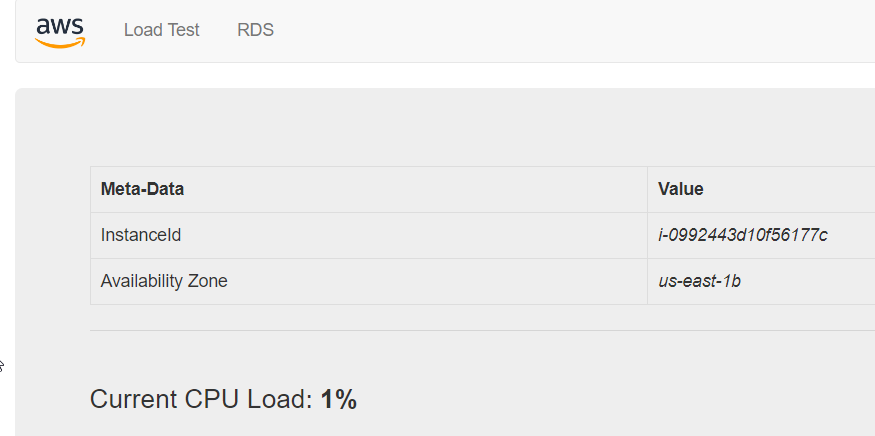 aws Load Test RDS
Meta-Data Value
InstanceId i-0992443d10f56177c
Availability Zone us-east-1b
Current CPU Load: 1%